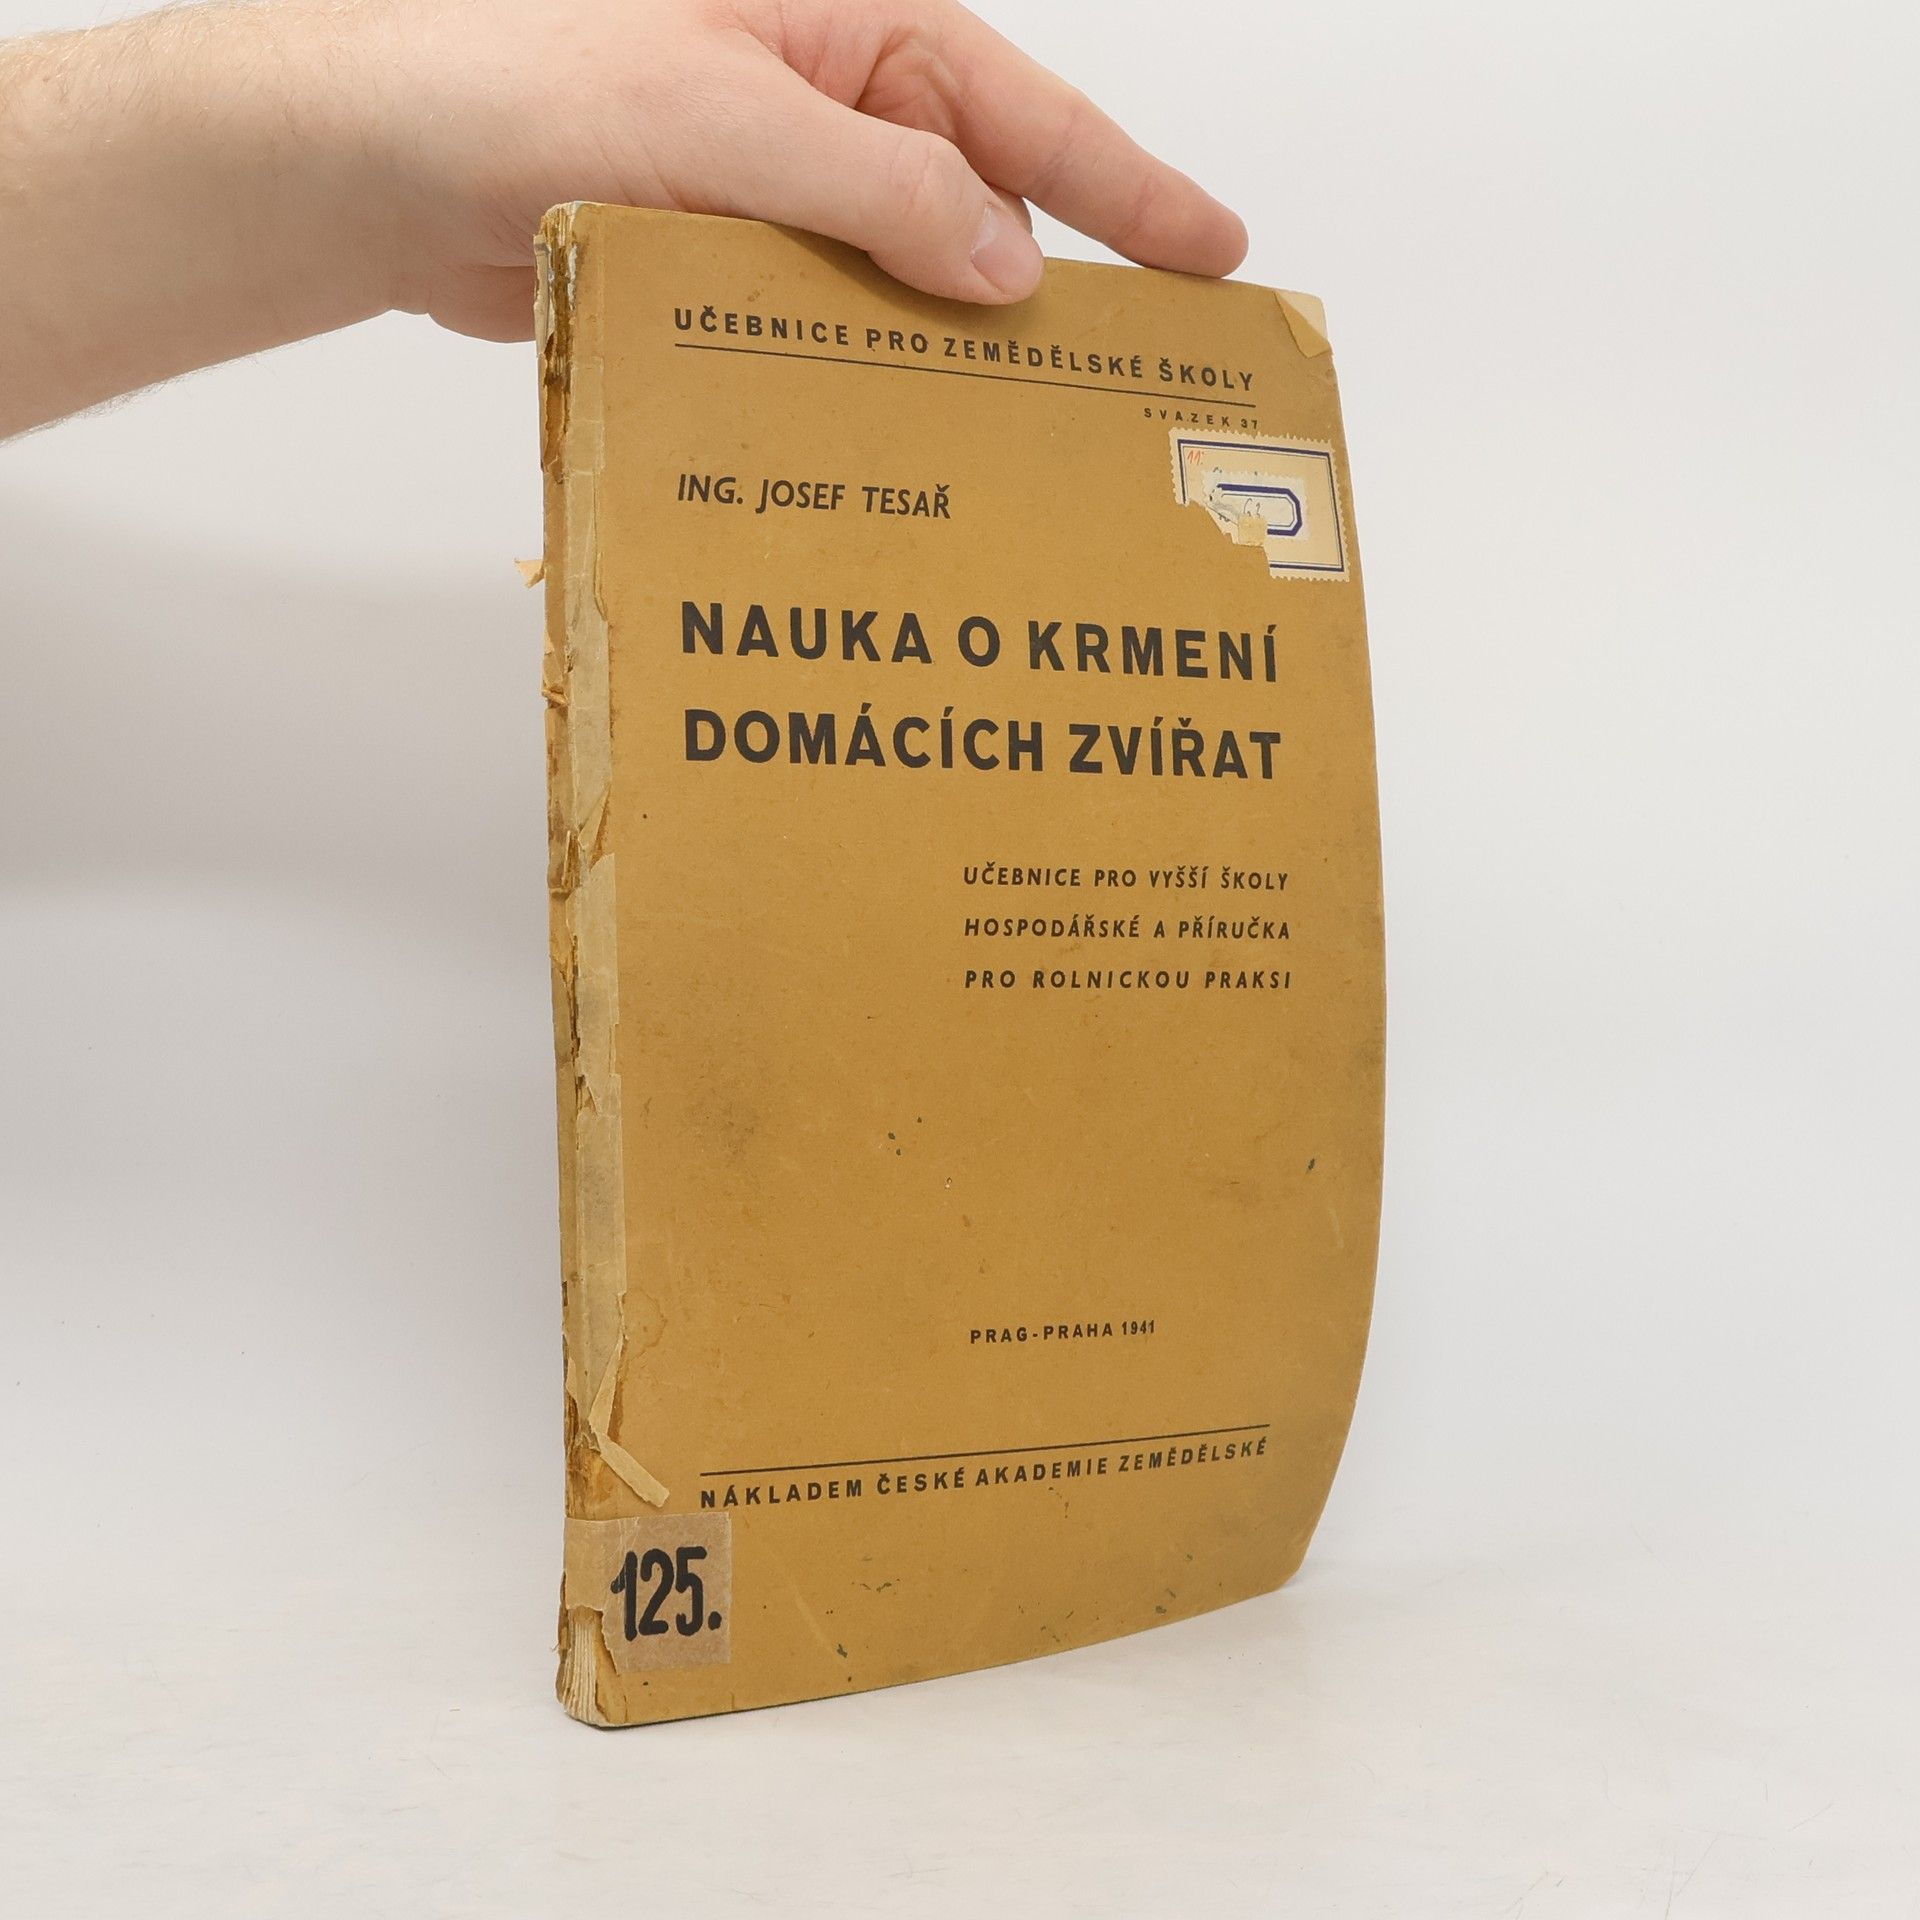 UČEBNICE PRO ZEMĚDĚLSKÉ ŠKOLY
SVAZEK 37
11.
ING. JOSEF TESAŘ
NAUKA O KRMENÍ
DOMÁCÍCH ZVÍŘAT
UČEBNICE PRO VYŠŠÍ ŠKOLY
HOSPODÁŘSKÉ A PŘÍRUČKA
PRO ROLNICKOU PRAKSI
PRAG-PRAHA 1941
NÁKLADEM ČESKÉ AKADEMIE ZEMĚDĚLSKÉ
125.